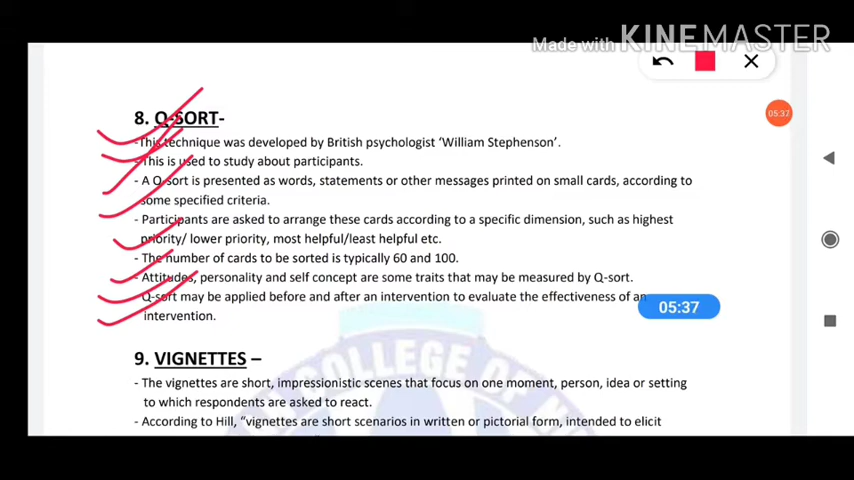 Made with KINEMASTER
05:37
8. Q-SORT-
-This technique was developed by British psychologist ‘William Stephenson’.
- This is used to study about participants.
- A Q-sort is presented as words, statements or other messages printed on small cards, according to
some specified criteria.
- Participants are asked to arrange these cards according to a specific dimension, such as highest
priority/ lower priority, most helpful/least helpful etc.
- The number of cards to be sorted is typically 60 and 100.
- Attitudes, personality and self concept are some traits that may be measured by Q-sort.
- Q-sort may be applied before and after an intervention to evaluate the effectiveness of an
05:37
intervention.
9. VIGNETTES –
- The vignettes are short, impressionistic scenes that focus on one moment, person, idea or setting
to which respondents are asked to react.
COLLEGE OF
- According to Hill, “vignettes are short scenarios in written or pictorial form, intended to elicit